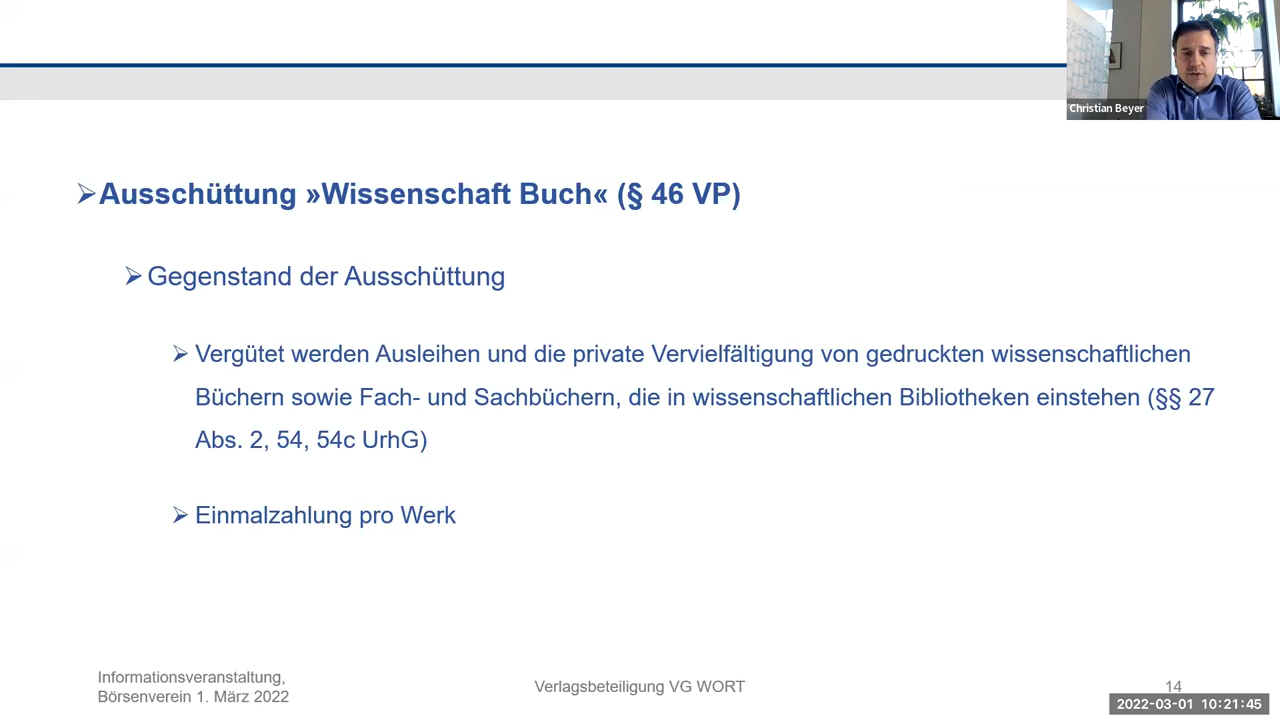 Christian Beyer
Ausschüttung »Wissenschaft Buch« (§ 46 VP)
Gegenstand der Ausschüttung
Vergütet werden Ausleihen und die private Vervielfältigung von gedruckten wissenschaftlichen
Büchern sowie Fach- und Sachbüchern, die in wissenschaftlichen Bibliotheken einstehen (§§ 27
Abs. 2, 54, 54c UrhG)
Einmalzahlung pro Werk
Informationsveranstaltung,
Börsenverein 1. März 2022
Verlagsbeteiligung VG WORT
14
2022-03-01 10:21:45